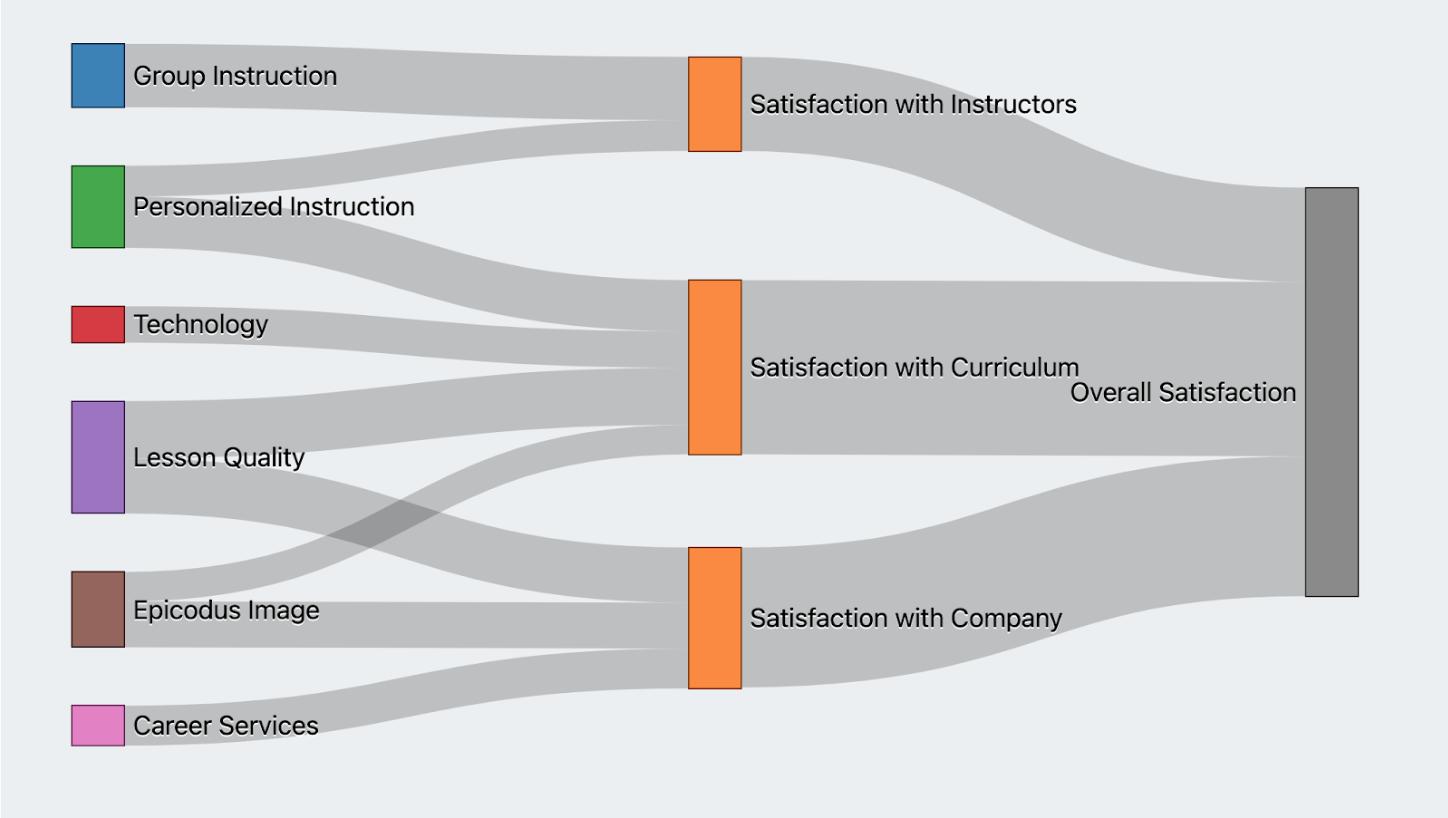 Group Instruction
Personalized Instruction
Technology
Lesson Quality
Epicodus Image
Career Services
Satisfaction with Instructors
Satisfaction with Curriculum
Satisfaction with Company
Overall Satisfaction